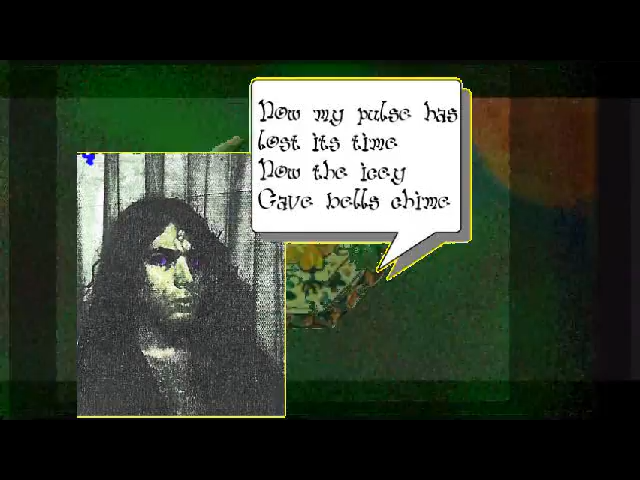 Now my pulse has
lost its time
Now the icey
Cave bells chime